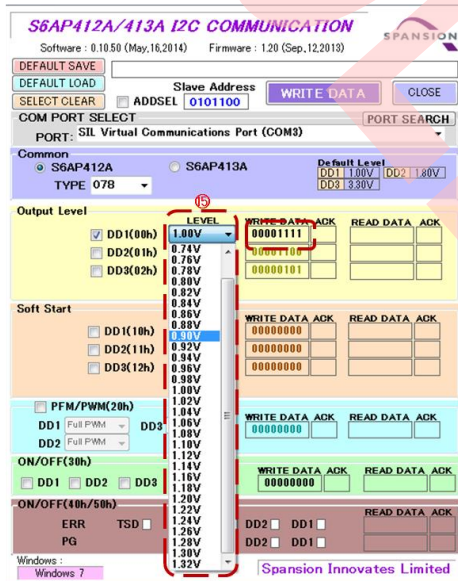 S6AP412A/413A I2C COMMUNICATION
SPANSION
Software : 0.10.50 (May,16,2014) Firmware : 1.20 (Sep,12,2013)
DEFAULT SAVE
DEFAULT LOAD
SELECT CLEAR
Slave Address
ADDSEL 0101100
WRITE DATA
CLOSE
COM PORT SELECT
PORT SEARCH
PORT: SIL Virtual Communications Port (COM3)
Common
S6AP412A
S6AP413A
TYPE 078
Default Level
DD1 1.00V DD2 1.80V
DD3 3.30V
⑮
Output Level
LEVEL WRITE DATA ACK READ DATA ACK
DD1(00h) 1.00V 00001111
DD2(01h) 00001100
DD3(02h) 00000101
0.74V
0.76V
0.78V
0.80V
0.82V
0.84V
0.86V
0.88V
0.90V
0.92V
0.94V
0.96V
0.98V
1.00V
1.02V
1.04V
1.06V
1.08V
1.10V
1.12V
1.14V
1.16V
1.18V
1.20V
1.22V
1.24V
1.26V
1.28V
1.30V
1.32V
Soft Start
WRITE DATA ACK READ DATA ACK
DD1(10h) 00000000
DD2(11h) 00000000
DD3(12h) 00000000
PFM/PWM(20h)
WRITE DATA ACK READ DATA ACK
DD1 Full PWM DD3
00000000
DD2 Full PWM
ON/OFF(30h)
WRITE DATA ACK READ DATA ACK
DD1 DD2 DD3 00000000
ON/OFF(40h/50h)
READ DATA ACK
ERR TSD DD2 DD1
PG DD2 DD1
Windows :
Windows 7
Spansion Innovates Limited